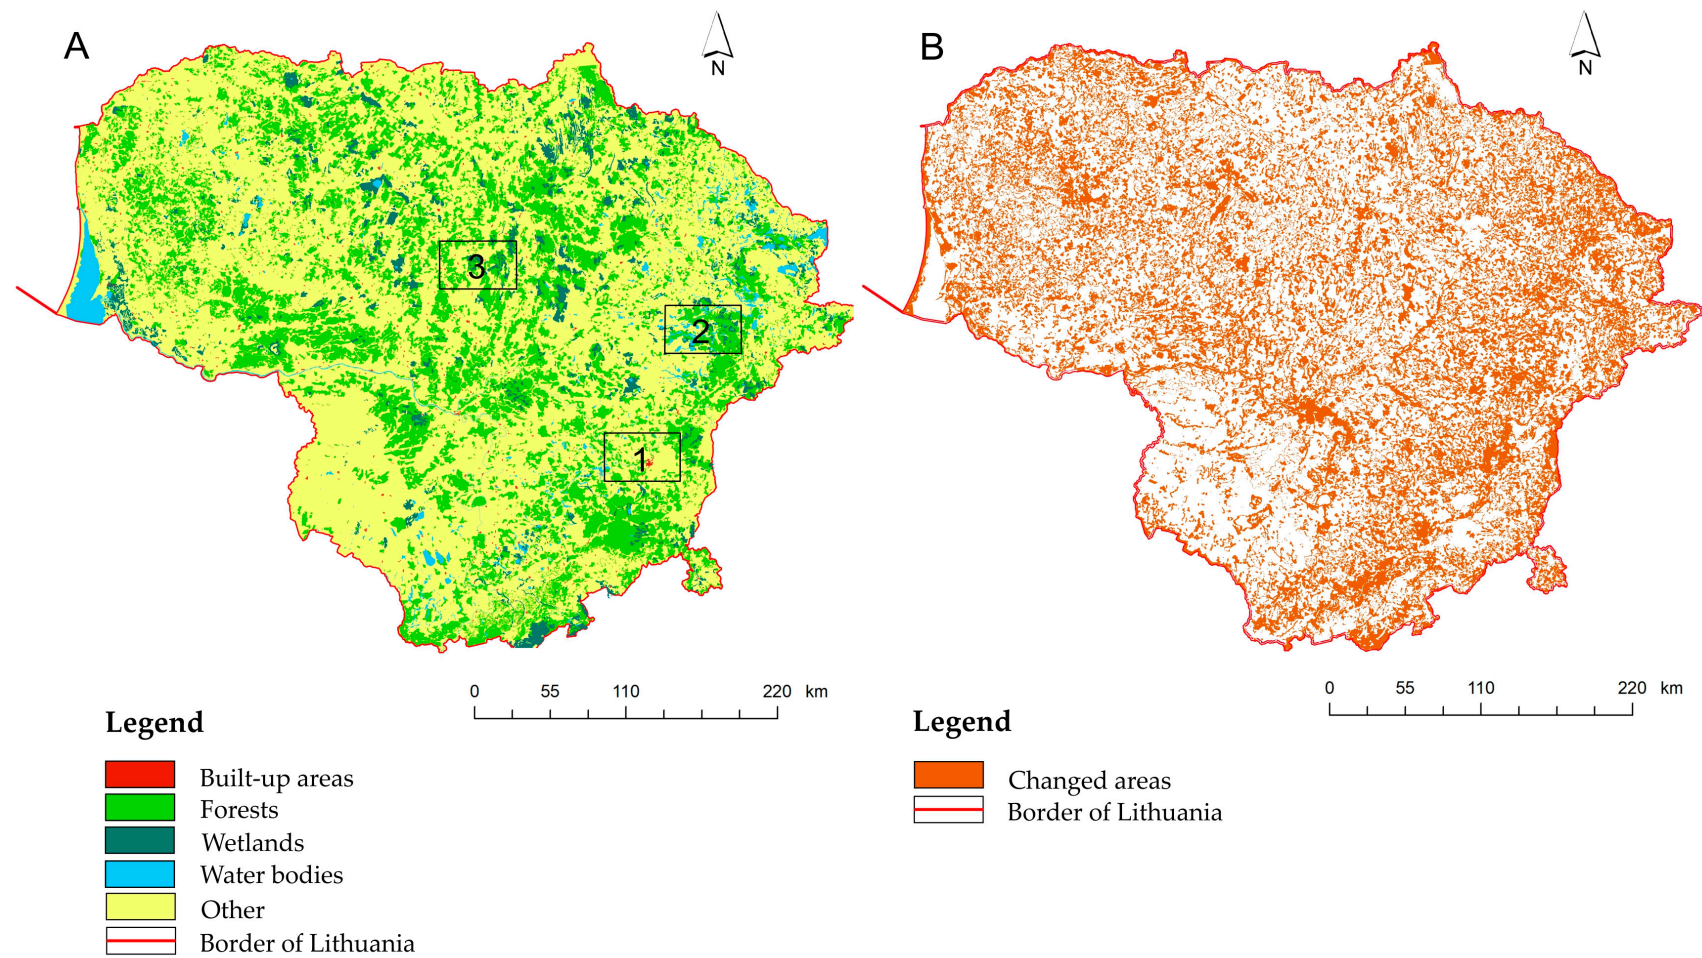 A
N
3
2
1
0 55 110 220 km
Legend
Built-up areas
Forests
Wetlands
Water bodies
Other
Border of Lithuania
B
N
0 55 110 220 km
Legend
Changed areas
Border of Lithuania